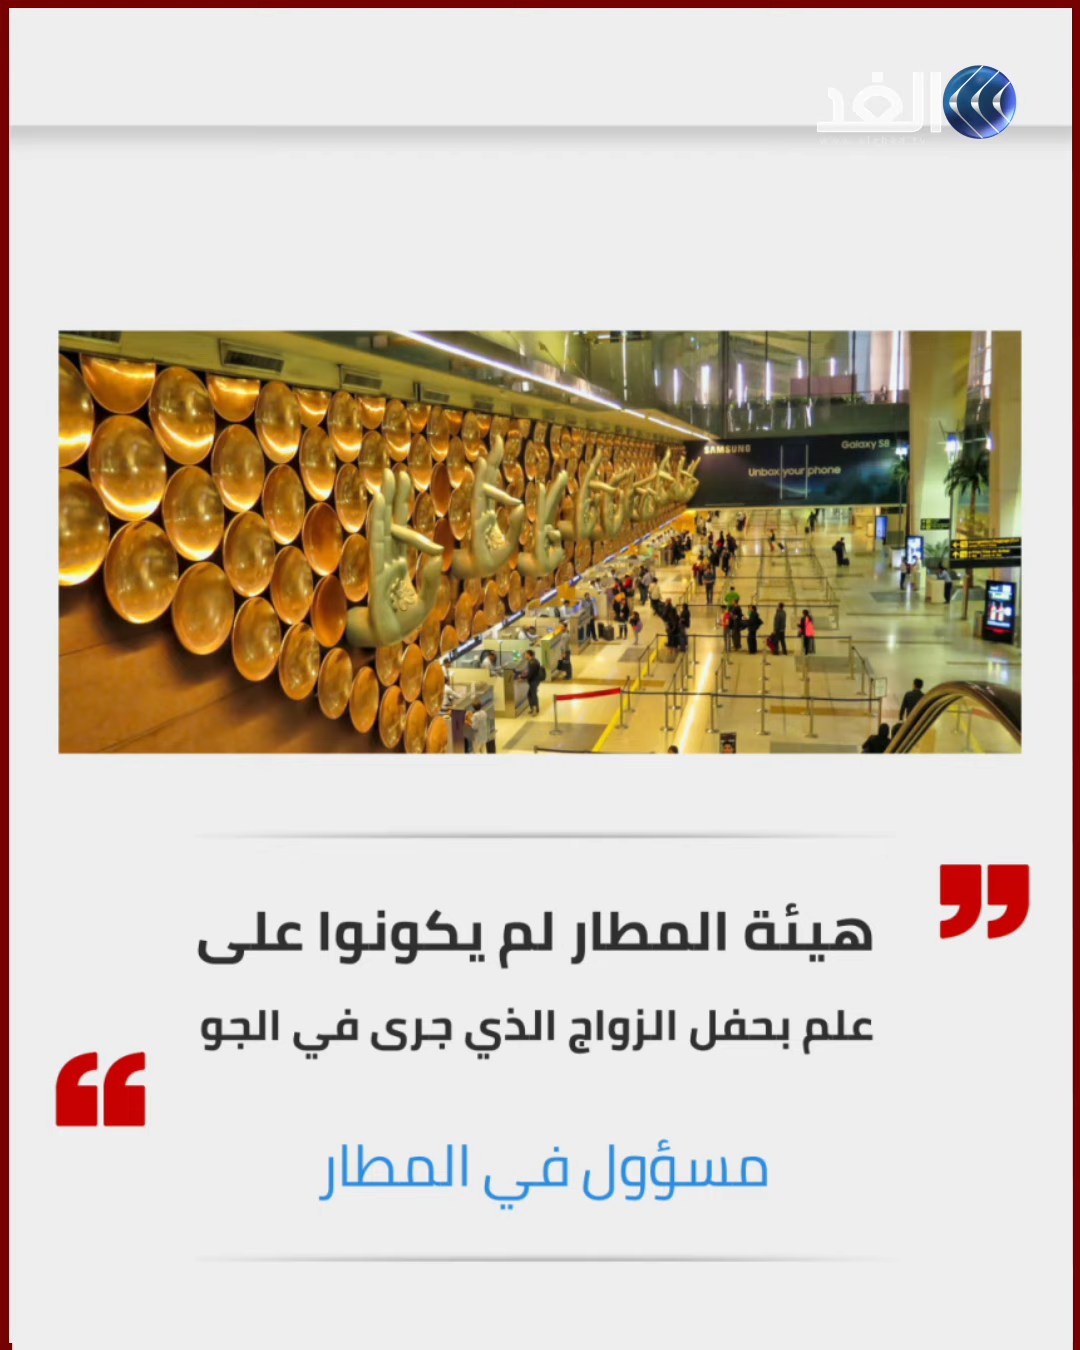 الغد
SAMSUNG
Galaxy S8
Unbox your phone
هيئة المطار لم يكونوا على
علم بحفل الزواج الذي جرى في الجو
مسؤول في المطار